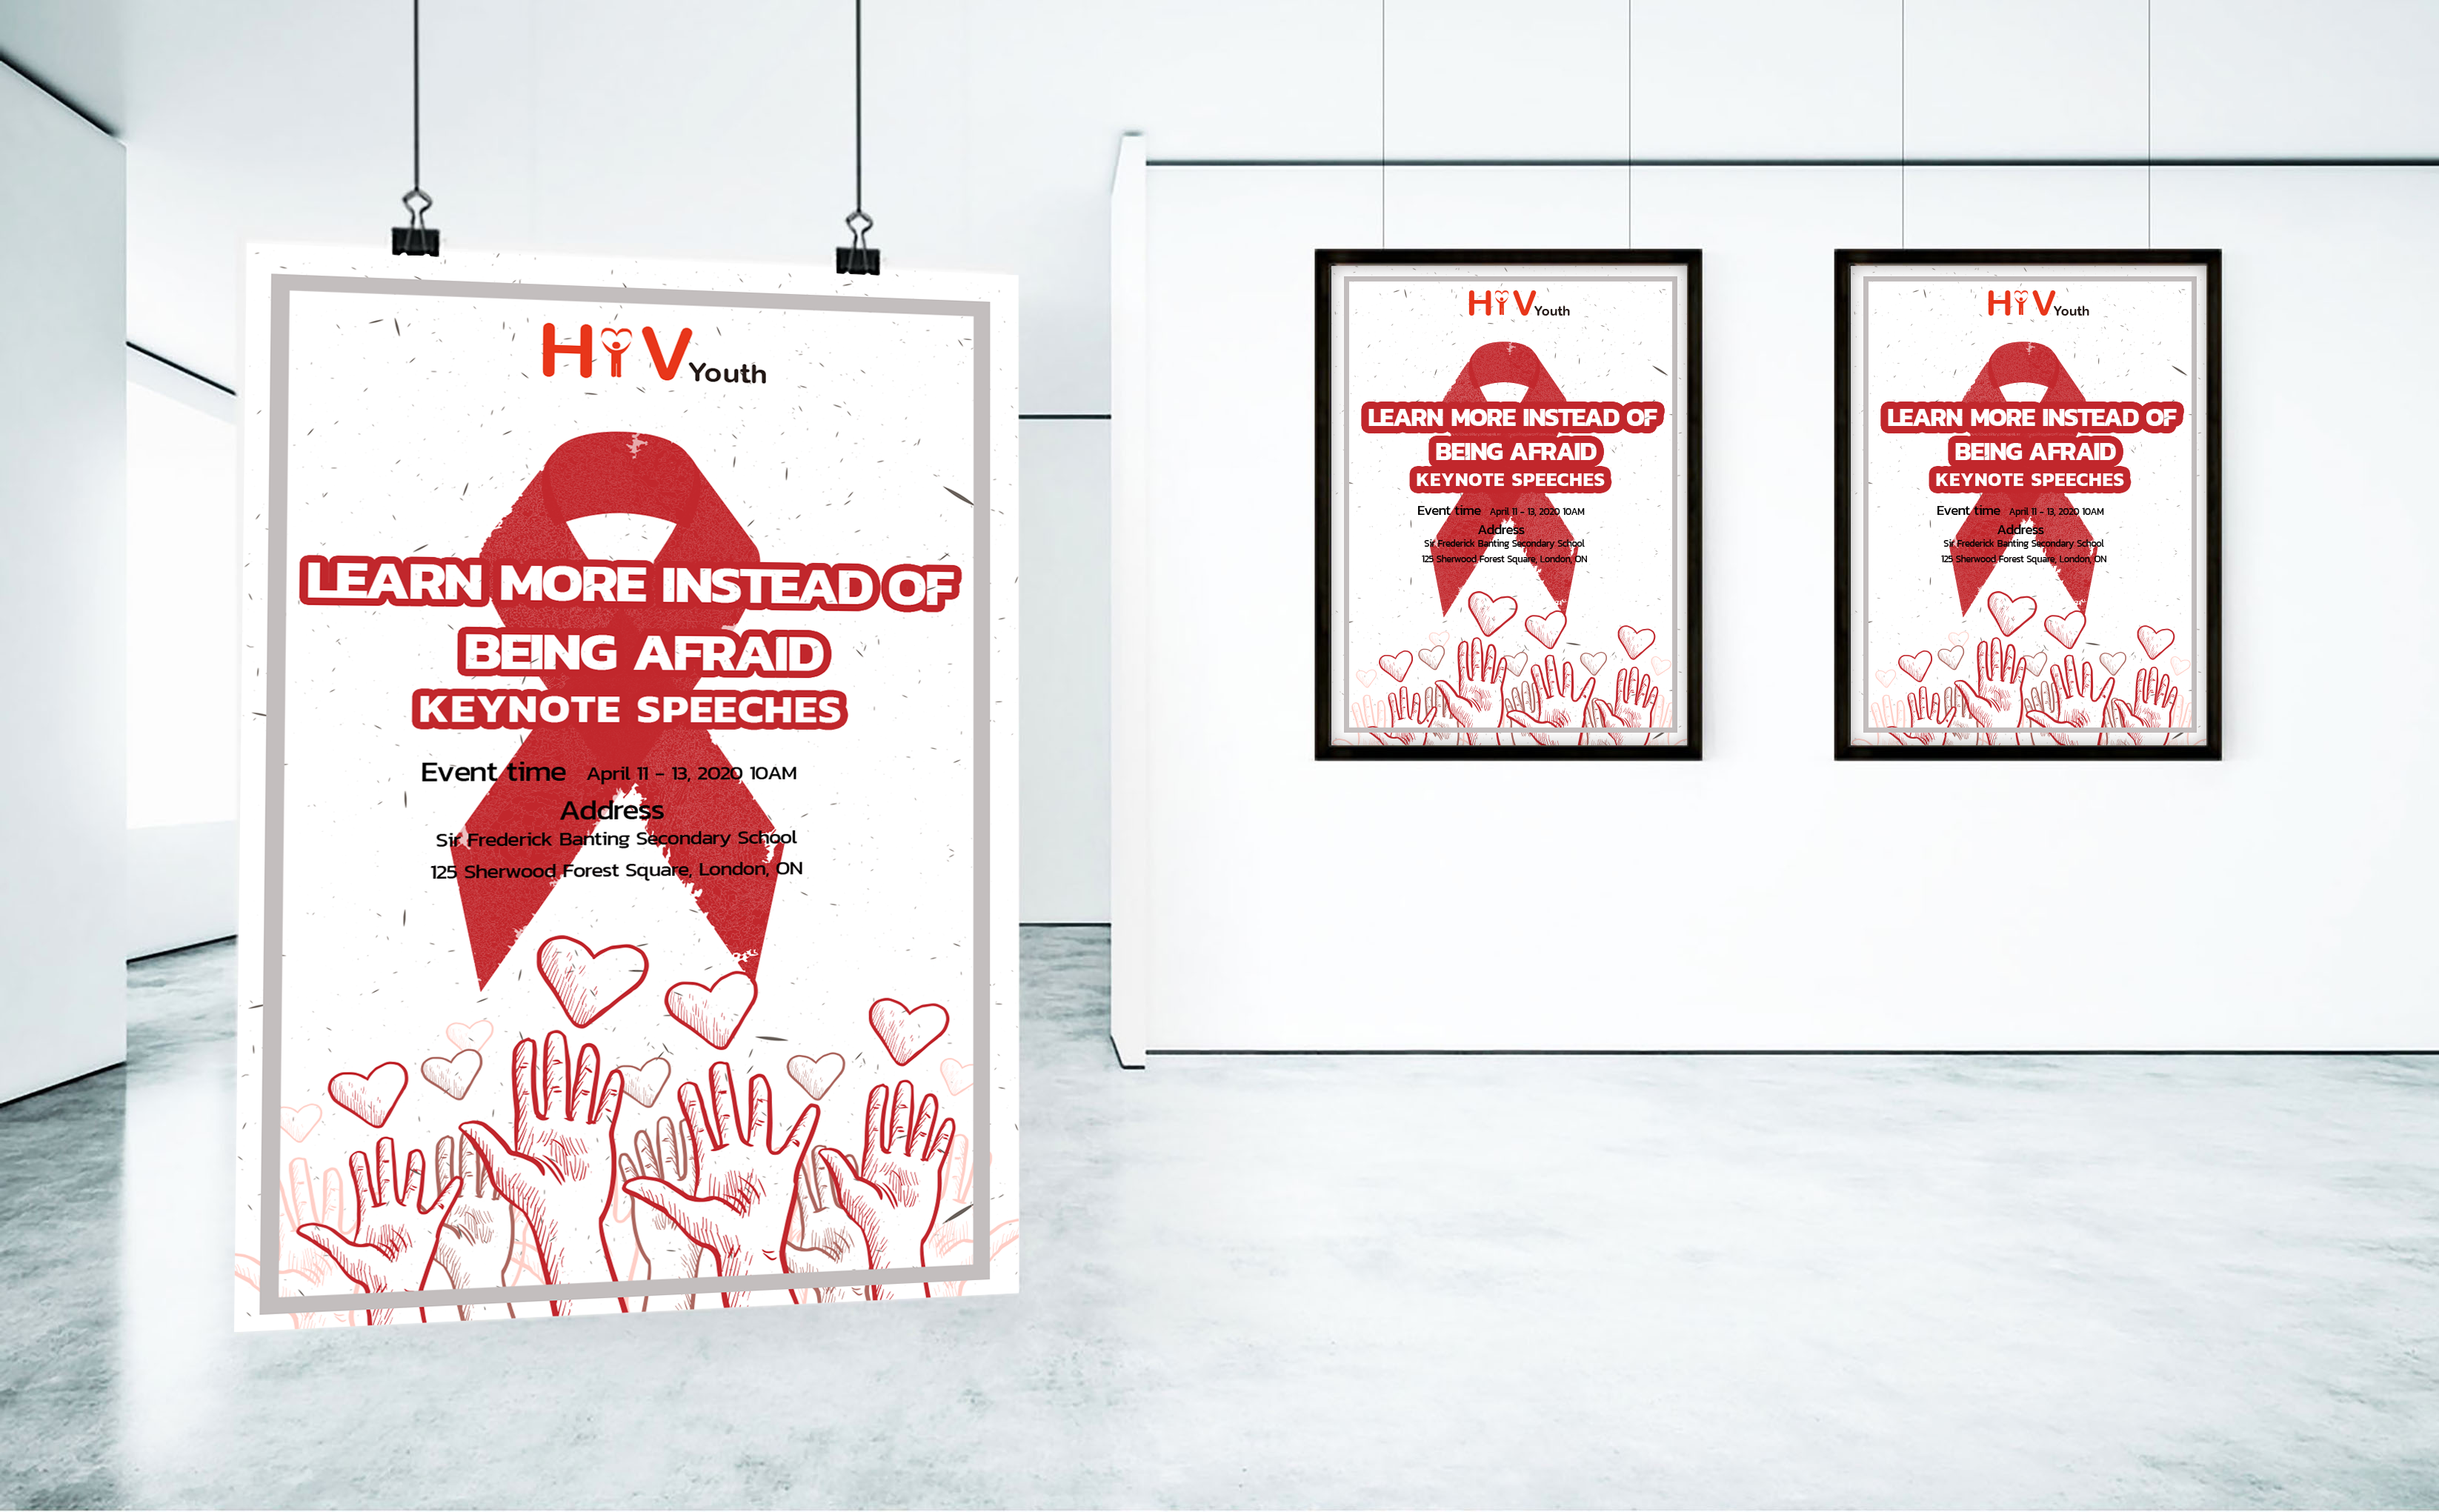 HiV Youth
LEARN MORE INSTEAD OF
BEING AFRAID
KEYNOTE SPEECHES
Event time April 11 - 13, 2020 10AM
Address
Sir Frederick Banting Secondary School
125 Sherwood Forest Square, London, ON
HiV Youth
LEARN MORE INSTEAD OF
BEING AFRAID
KEYNOTE SPEECHES
Event time April 11 - 13, 2020 10AM
Address
Sir Frederick Banting Secondary School
125 Sherwood Forest Square, London, ON
HiV Youth
LEARN MORE INSTEAD OF
BEING AFRAID
KEYNOTE SPEECHES
Event time April 11 - 13, 2020 10AM
Address
Sir Frederick Banting Secondary School
125 Sherwood Forest Square, London, ON